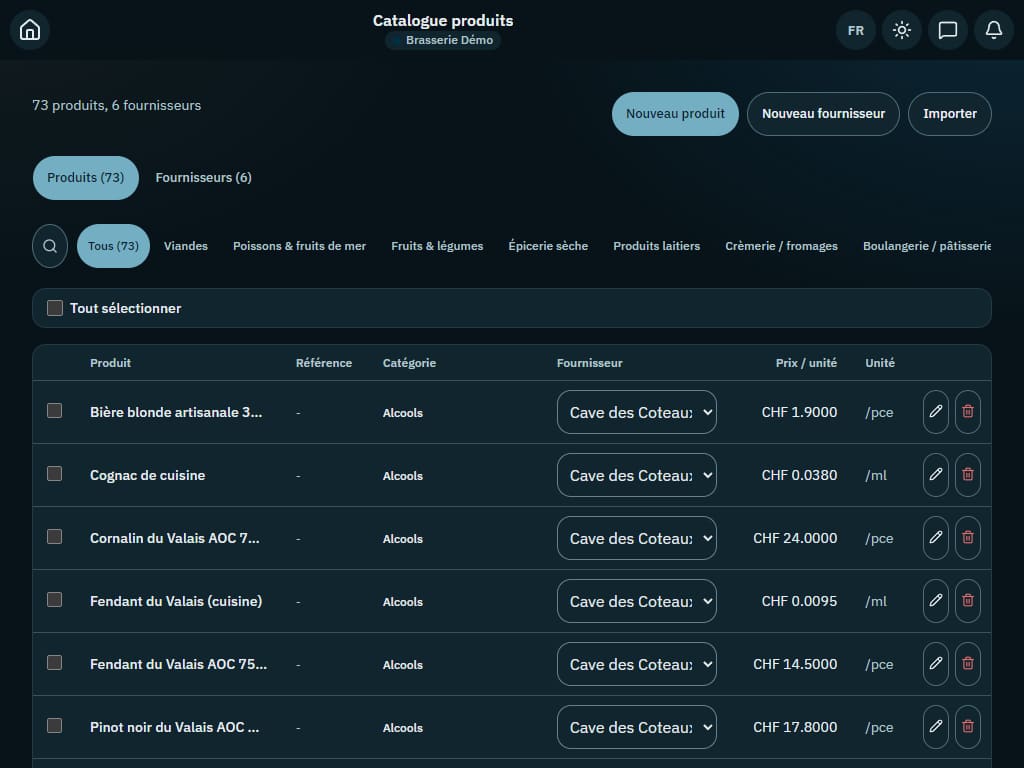 Catalogue produits
Brasserie Démo
FR
73 produits, 6 fournisseurs
Nouveau produit
Nouveau fournisseur
Importer
Produits (73)
Fournisseurs (6)
Tous (73) Viandes Poissons & fruits de mer Fruits & légumes Épicerie sèche Produits laitiers Crèmerie / fromages Boulangerie / pâtisserie
Tout sélectionner
Produit Référence Catégorie Fournisseur Prix / unité Unité
Bière blonde artisanale 3... - Alcools Cave des Coteaux CHF 1.9000 /pce
Cognac de cuisine - Alcools Cave des Coteaux CHF 0.0380 /ml
Cornalin du Valais AOC 7... - Alcools Cave des Coteaux CHF 24.0000 /pce
Fendant du Valais (cuisine) - Alcools Cave des Coteaux CHF 0.0095 /ml
Fendant du Valais AOC 75... - Alcools Cave des Coteaux CHF 14.5000 /pce
Pinot noir du Valais AOC ... - Alcools Cave des Coteaux CHF 17.8000 /pce